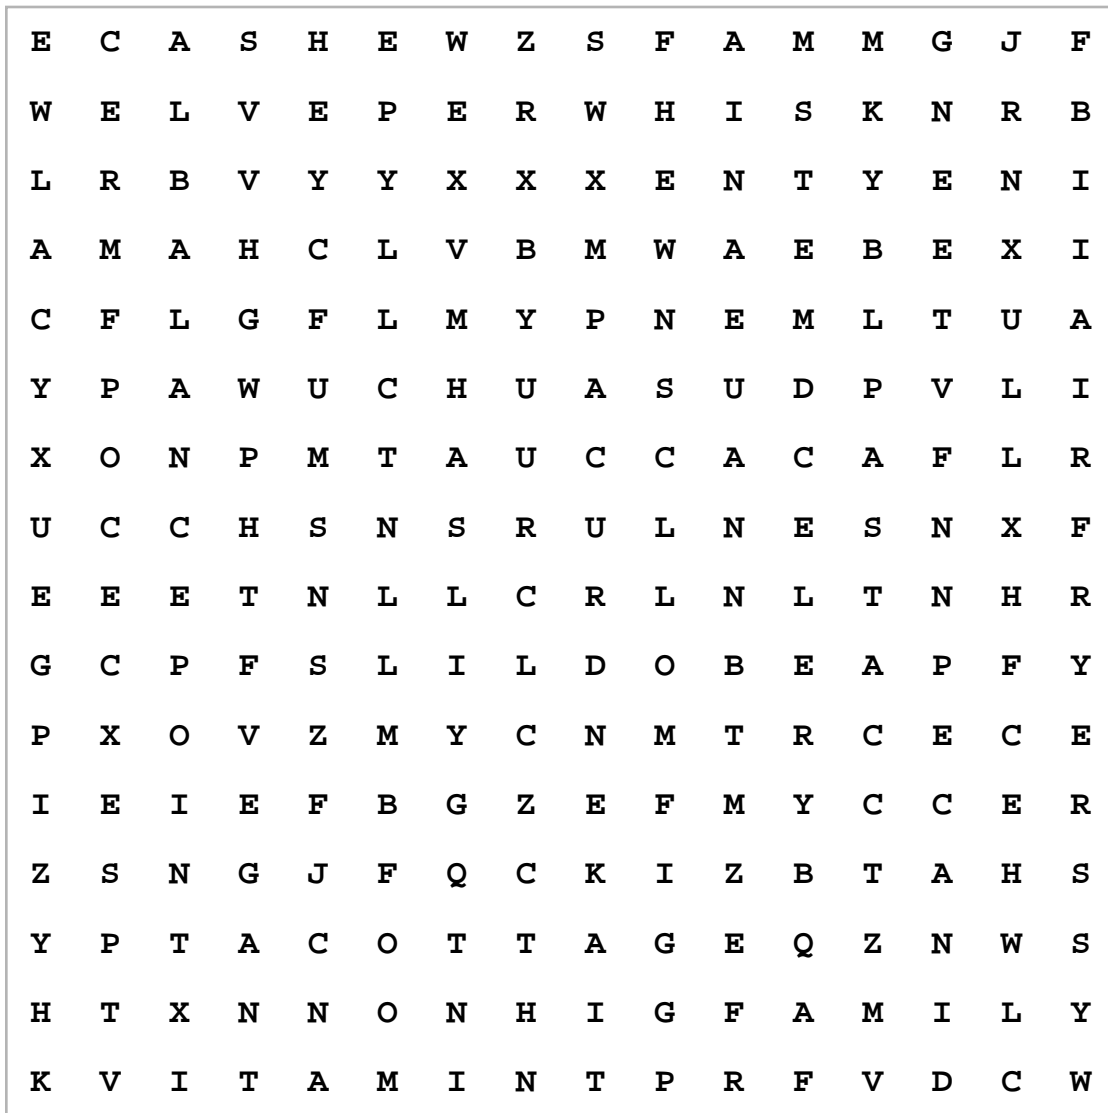 E C A S H E W Z S F A M M G J F
W E L V E P E R W H I S K N R B
L R B V Y Y X X X E N T Y E N I
A M A H C L V B M W A E B E X I
C F L G F L M Y P N E M L T U A
Y P A W U C H U A S U D P V L I
X O N P M T A U C C A C A F L R
U C C H S N S R U L N E S N X F
E E E T N L L C R L N L T N H R
G C P F S L I L D O B E A P F Y
P X O V Z M Y C N M T R C E C E
I E I E F B G Z E F M Y C C E R
Z S N G J F Q C K I Z B T A H S
Y P T A C O T T A G E Q Z N W S
H T X N N O N H I G F A M I L Y
K V I T A M I N T P R F V D C W